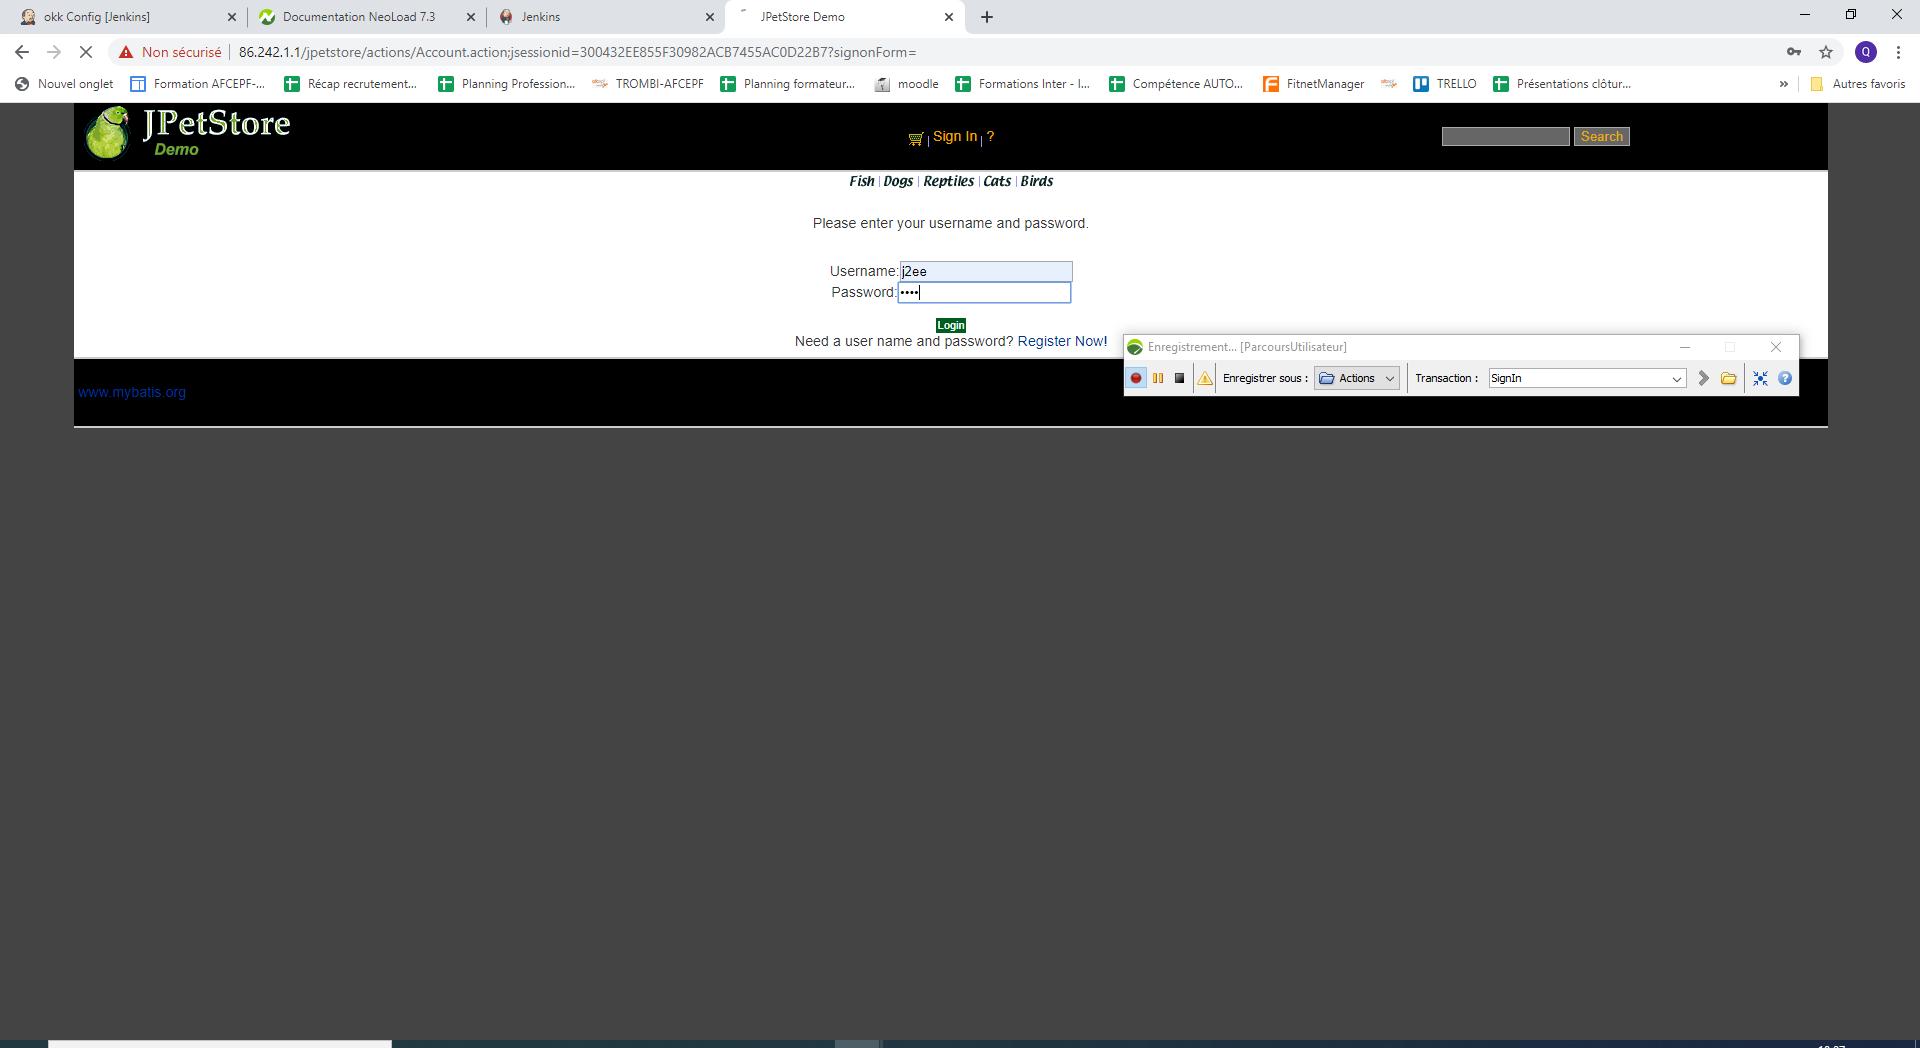 okk Config [Jenkins]
Documentation NeoLoad 7.3
Jenkins
JPetStore Demo
Non sécurisé
86.242.1.1/jpetstore/actions/Account.action;jsessionid=300432EE855F30982ACB7455AC0D22B7?signonForm=
Q
Nouvel onglet
Formation AFCEPF-...
Récap recrutement...
Planning Profession...
TROMBI-AFCEPF
Planning formateur...
moodle
Formations Inter - I...
Compétence AUTO...
FitnetManager
TRELLO
Présentations clôtur...
»
Autres favoris
JPetStore
Demo
Sign In | ?
Search
Fish | Dogs | Reptiles | Cats | Birds
Please enter your username and password.
Username: j2ee
Password: ••••
Login
Need a user name and password? Register Now!
Enregistrement... [ParcoursUtilisateur]
Enregistrer sous : Actions Transaction : SignIn
www.mybatis.org